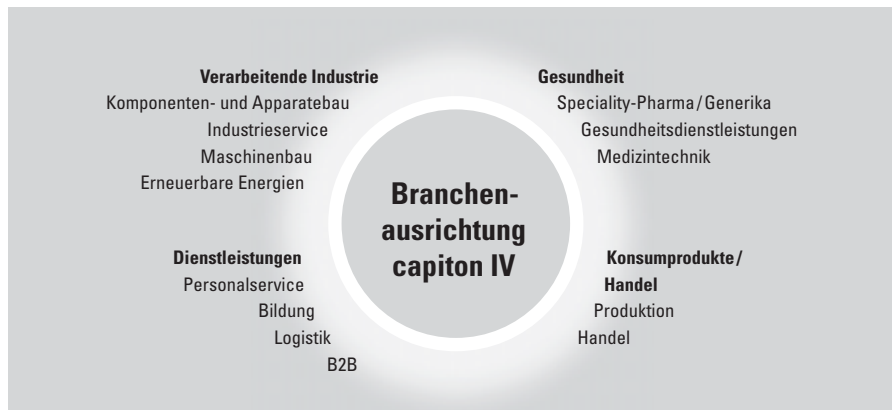 Verarbeitende Industrie
Komponenten- und Apparatebau
Industrieservice
Maschinenbau
Erneuerbare Energien
Gesundheit
Speciality-Pharma/Generika
Gesundheitsdienstleistungen
Medizintechnik
Branchen-
ausrichtung
capiton IV
Dienstleistungen
Personalservice
Bildung
Logistik
B2B
Konsumprodukte/
Handel
Produktion
Handel